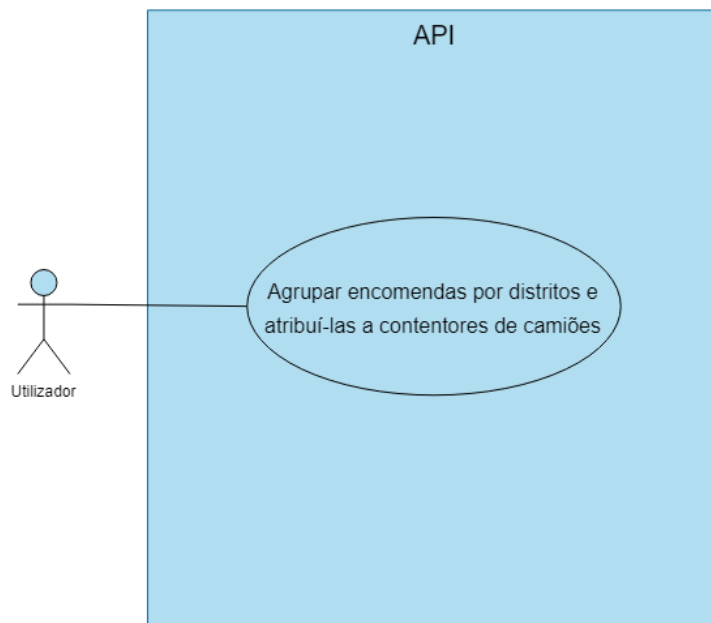 API
Agrupar encomendas por distritos e
atribuí-las a contentores de camiões
Utilizador